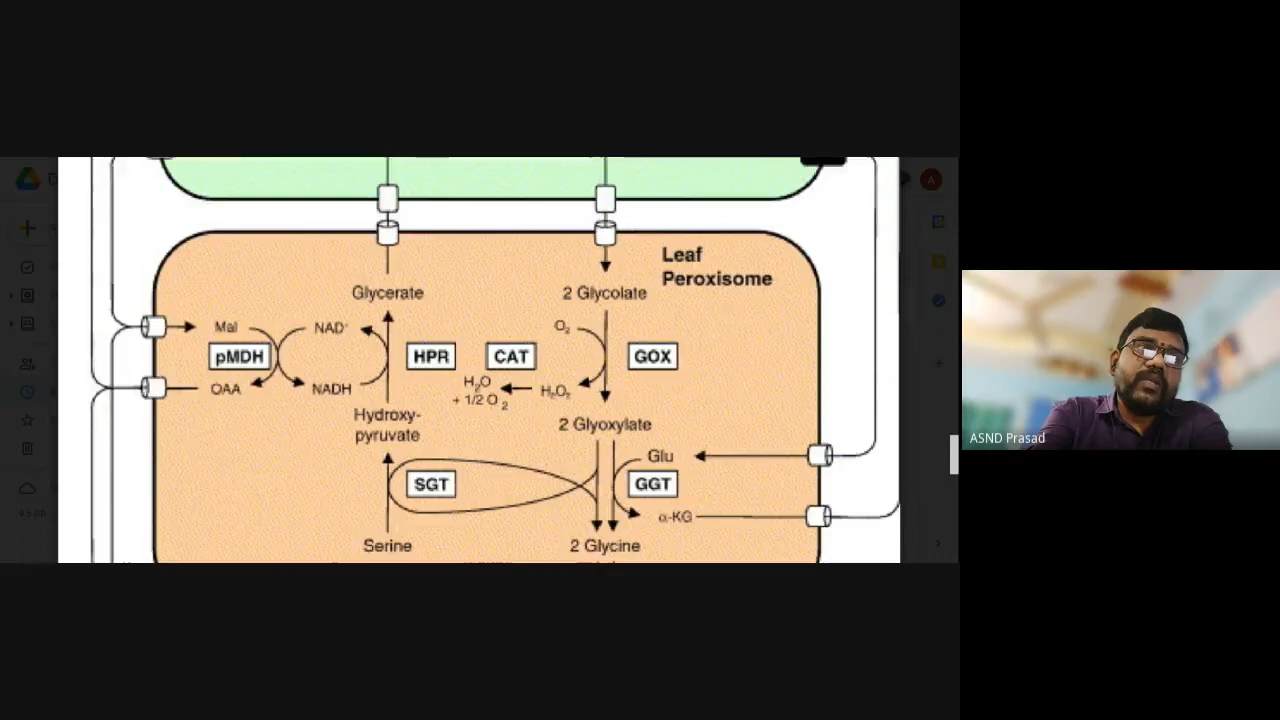 Leaf
Peroxisome
Glycerate
2 Glycolate
Mal
NAD+
O2
pMDH
HPR
CAT
GOX
OAA
NADH
H2O
+ 1/2 O2
H2O2
Hydroxy-
pyruvate
2 Glyoxylate
Glu
SGT
GGT
α-KG
Serine
2 Glycine
ASND Prasad
A